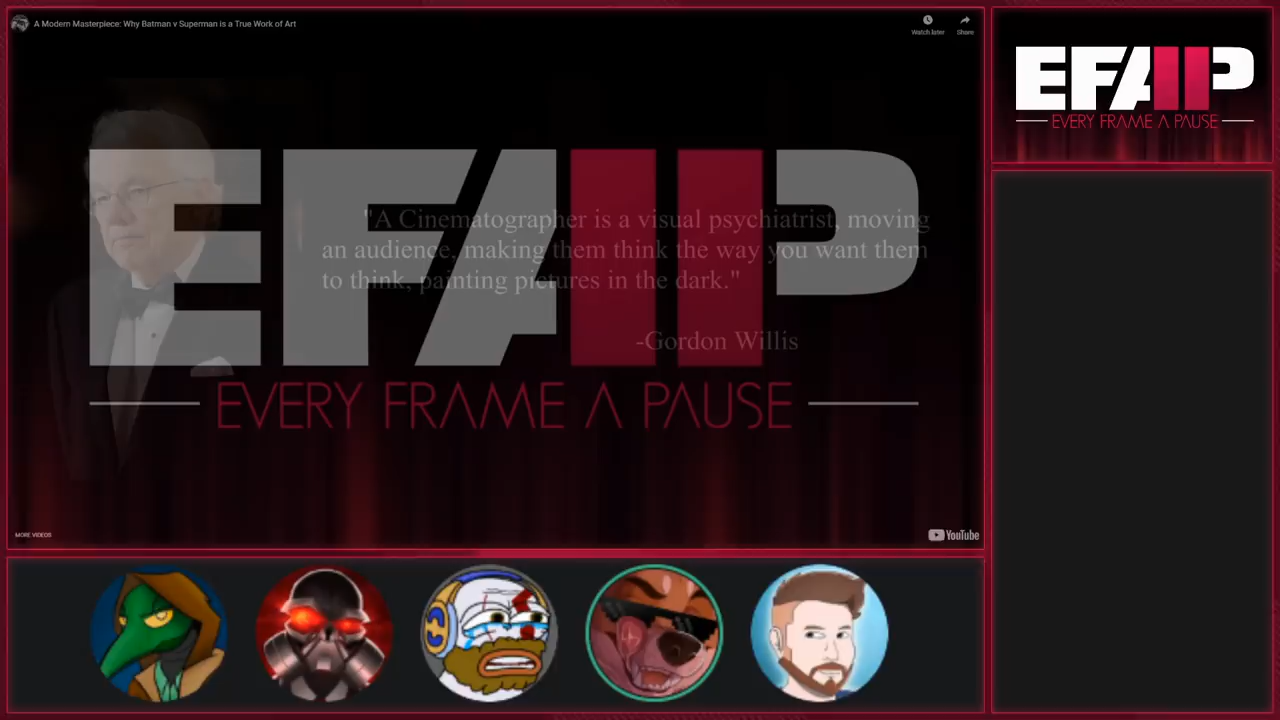 A Modern Masterpiece: Why Batman v Superman is a True Work of Art
Watch later
Share
EFAP
EVERY FRAME A PAUSE
"A Cinematographer is a visual psychiatrist, moving
an audience, making them think the way you want them
to think, painting pictures in the dark."
-Gordon Willis
EFAP
EVERY FRAME A PAUSE
MORE VIDEOS
YouTube